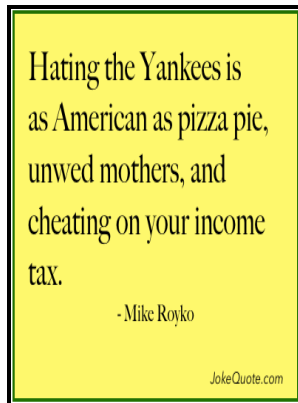 Hating the Yankees is
as American as pizza pie,
unwed mothers, and
cheating on your income
tax.
- Mike Royko
JokeQuote.com